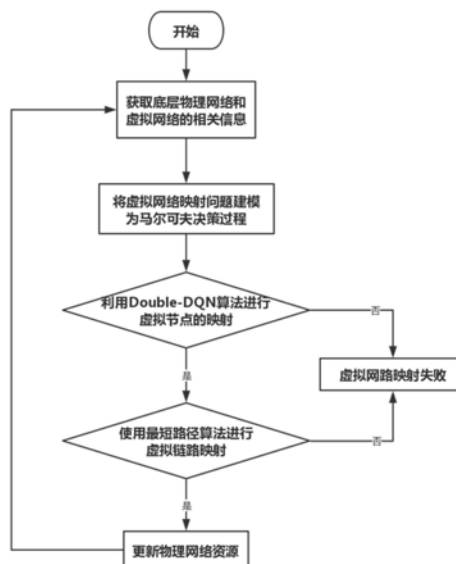 开始
获取底层物理网络和
虚拟网络的相关信息
将虚拟网络映射问题建模
为马尔可夫决策过程
利用Double-DQN算法进行
虚拟节点的映射
否
是
虚拟网路映射失败
使用最短路径算法进行
虚拟链路映射
否
是
更新物理网络资源